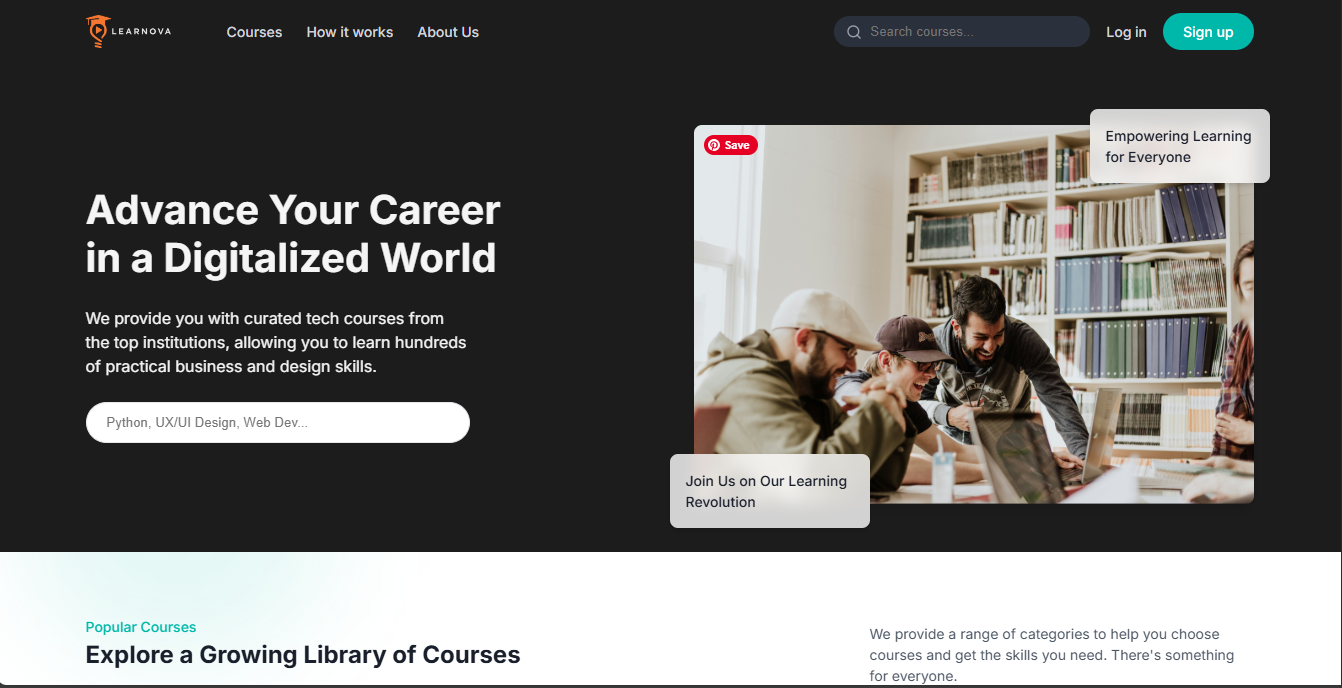 LEARNOVA
Courses
How it works
About Us
Search courses...
Log in
Sign up
Advance Your Career
in a Digitalized World
We provide you with curated tech courses from
the top institutions, allowing you to learn hundreds
of practical business and design skills.
Python, UX/UI Design, Web Dev...
Save
Empowering Learning
for Everyone
Join Us on Our Learning
Revolution
Popular Courses
Explore a Growing Library of Courses
We provide a range of categories to help you choose
courses and get the skills you need. There's something
for everyone.